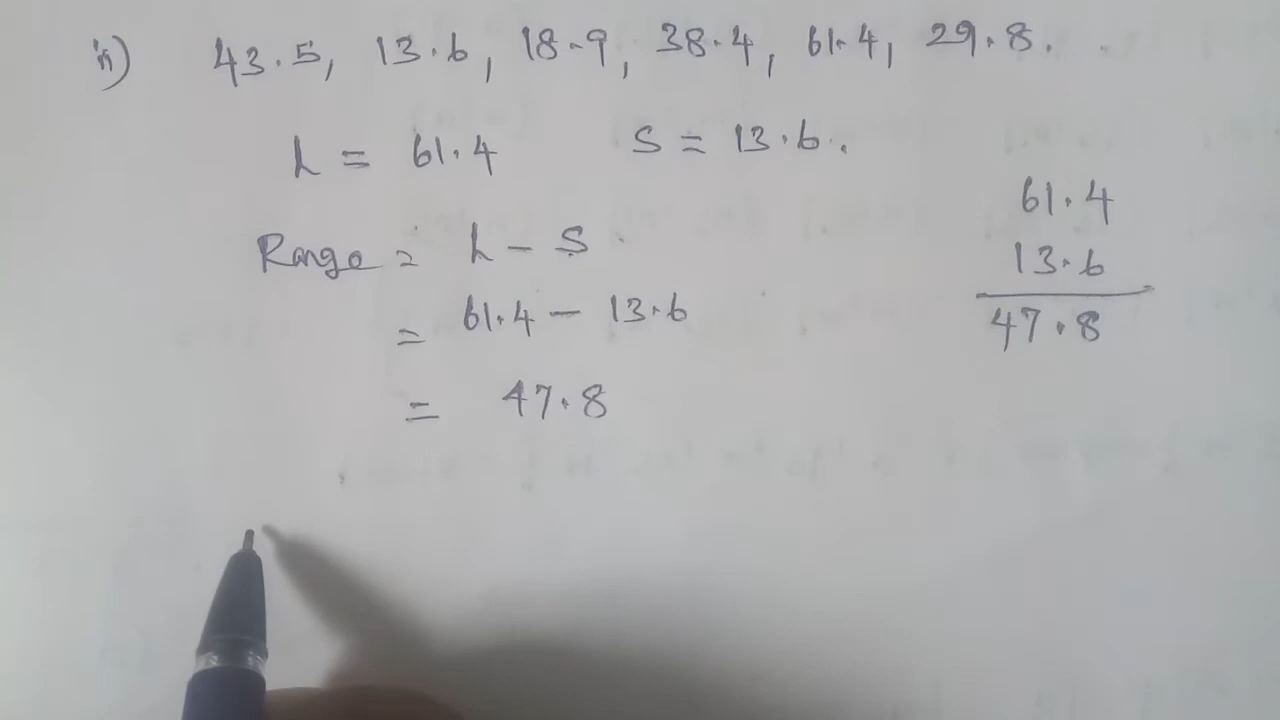 ii) 43.5, 13.6, 18.9, 38.4, 61.4, 29.8.
L = 61.4 S = 13.6.
Range = L - S
= 61.4 - 13.6
= 47.8
61.4
13.6
47.8